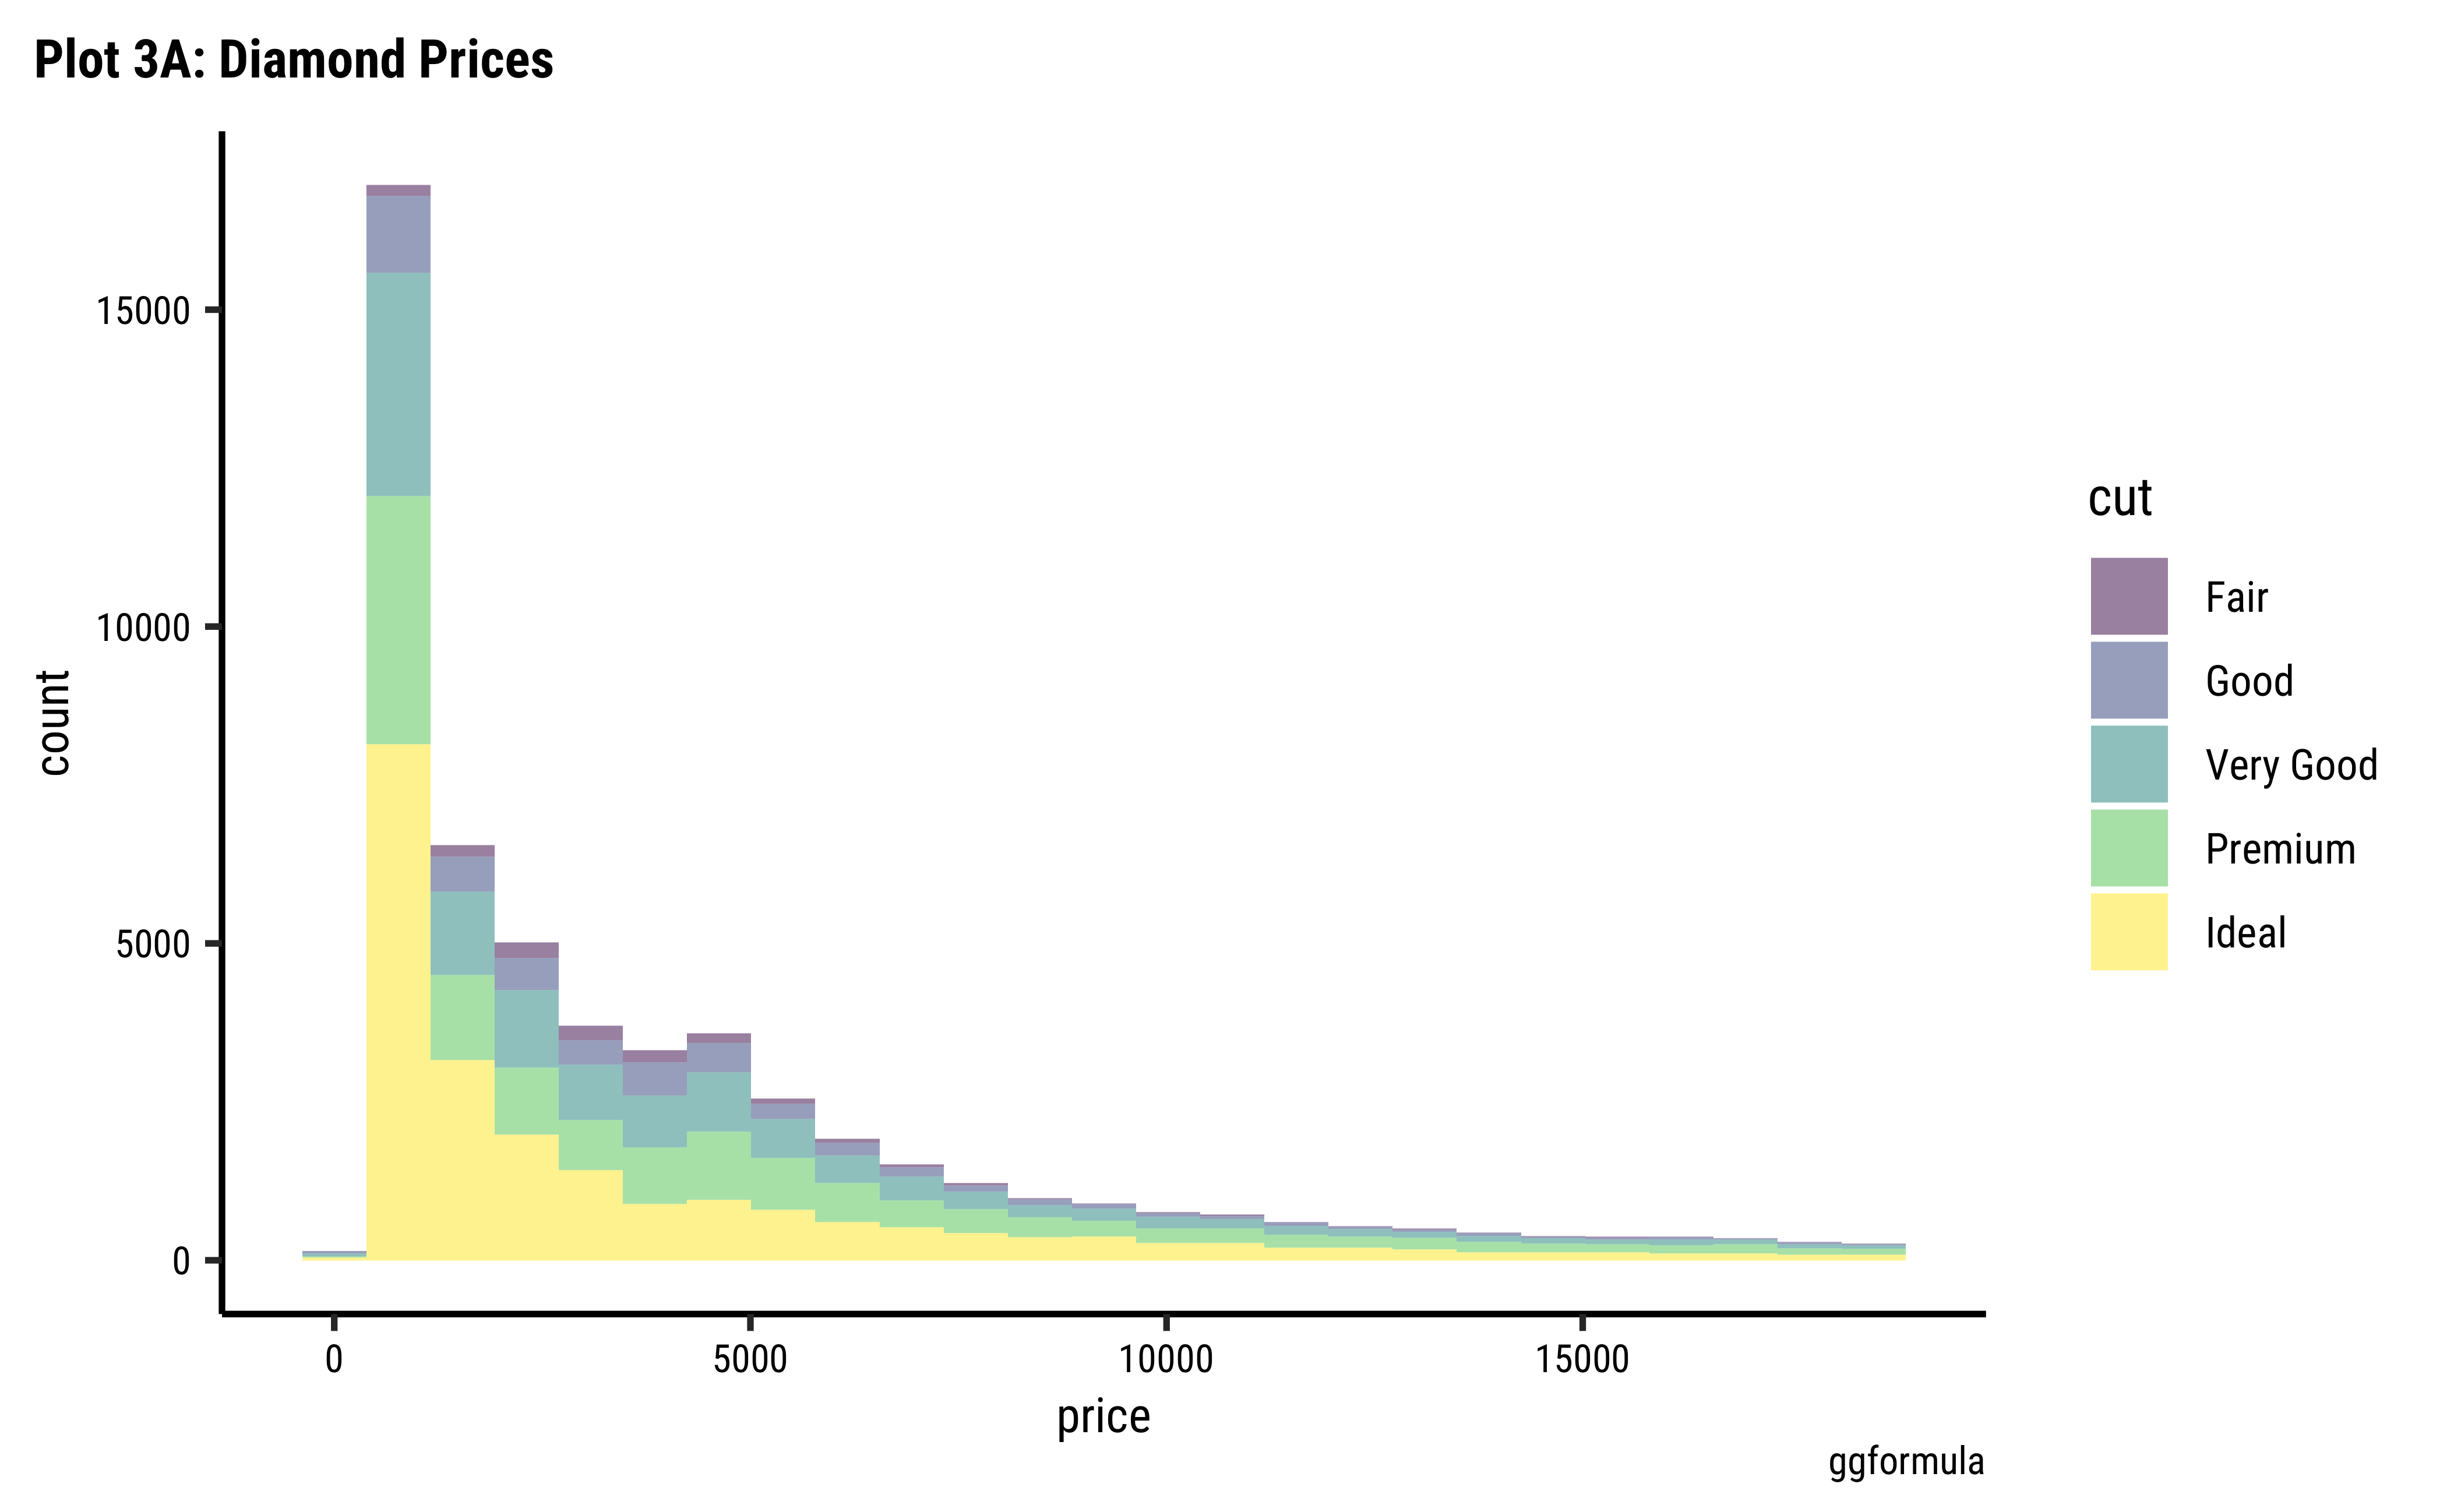 Plot 3A: Diamond Prices
15000
10000
5000
0
count
0 5000 10000 15000
price
cut
Fair
Good
Very Good
Premium
Ideal
ggformula